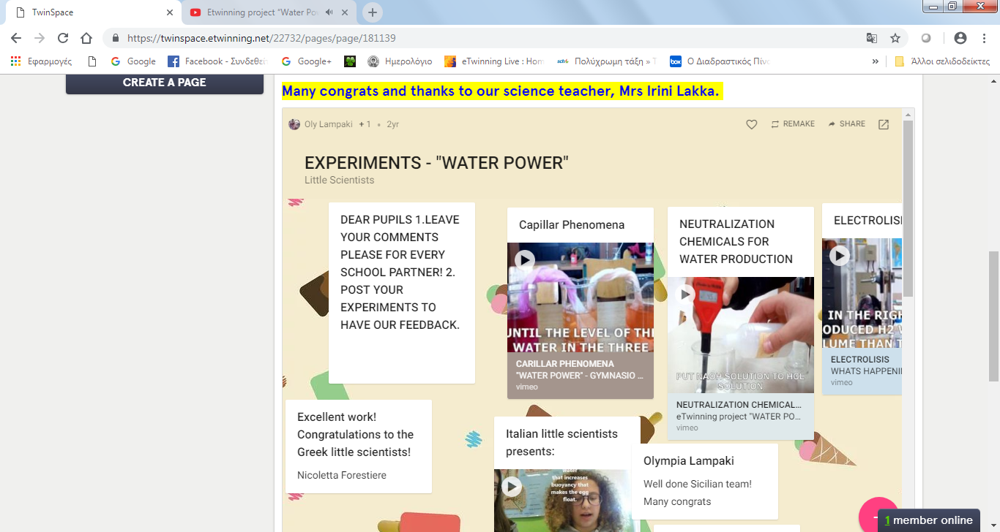 TwinSpace
Etwinning project "Water Po
https://twinspace.etwinning.net/22732/pages/page/181139
Εφαρμογές
Google
Facebook - Συνδεθεί
Google+
Ημερολόγιο
eTwinning Live : Hom
sch
Πολύχρωμη τάξη » Τ
box
Ο Διαδραστικός Πίνα
»
Άλλοι σελιδοδείκτες
CREATE A PAGE
Many congrats and thanks to our science teacher, Mrs Irini Lakka.
Oly Lampaki + 1 • 2yr
REMAKE
SHARE
EXPERIMENTS - "WATER POWER"
Little Scientists
DEAR PUPILS 1.LEAVE
YOUR COMMENTS
PLEASE FOR EVERY
SCHOOL PARTNER! 2.
POST YOUR
EXPERIMENTS TO
HAVE OUR FEEDBACK.
Capillar Phenomena
UNTIL THE LEVEL OF TH
WATER IN THE THREE
CARILLAR PHENOMENA
"WATER POWER" - GYMNASIO ...
vimeo
NEUTRALIZATION
CHEMICALS FOR
WATER PRODUCTION
PUT NAOH SOLUTION TO HCL
SOLUTION
NEUTRALIZATION CHEMICAL...
eTwinning project "WATER PO...
vimeo
ELECTROLISI
IN THE RIGH
ODUCED H2 V
LUME THAN T
ELECTROLISIS
WHATS HAPPENIN
vimeo
Excellent work!
Congratulations to the
Greek little scientists!
Nicoletta Forestiere
Italian little scientists
presents:
water
that increases
buoyancy that
makes the egg
float.
Olympia Lampaki
Well done Sicilian team!
Many congrats
1 member online